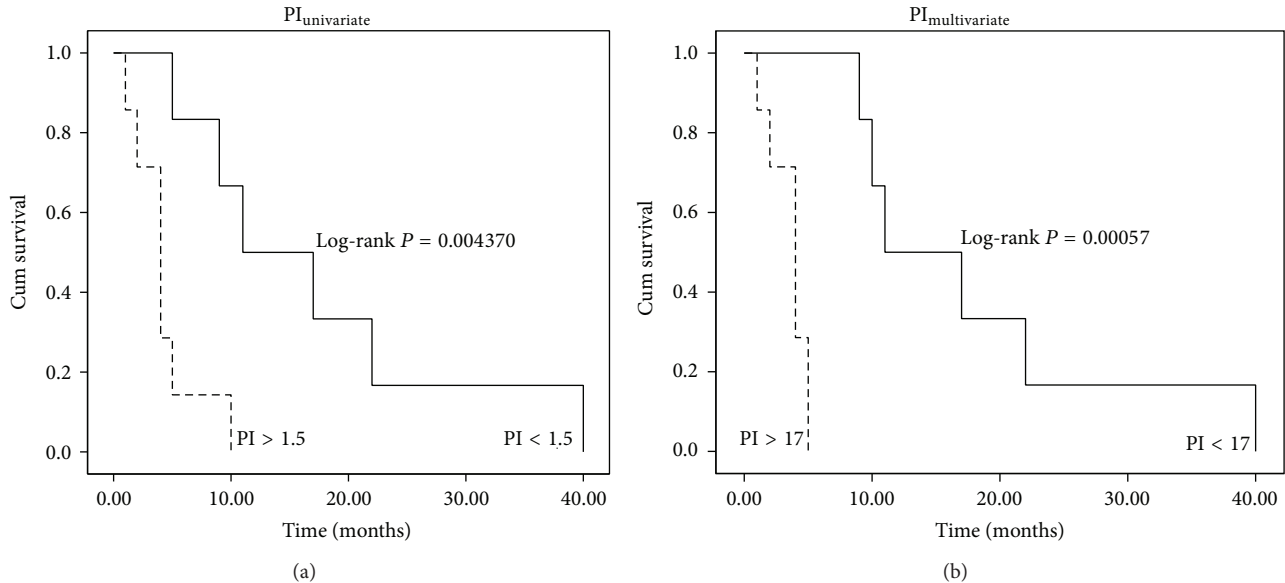 PIunivariate
1.0
0.8
0.6
0.4
0.2
0.0
Cum survival
Log-rank P = 0.004370
PI > 1.5
PI < 1.5
0.00 10.00 20.00 30.00 40.00
Time (months)
(a)
PImultivariate
1.0
0.8
0.6
0.4
0.2
0.0
Cum survival
Log-rank P = 0.00057
PI > 17
PI < 17
0.00 10.00 20.00 30.00 40.00
Time (months)
(b)